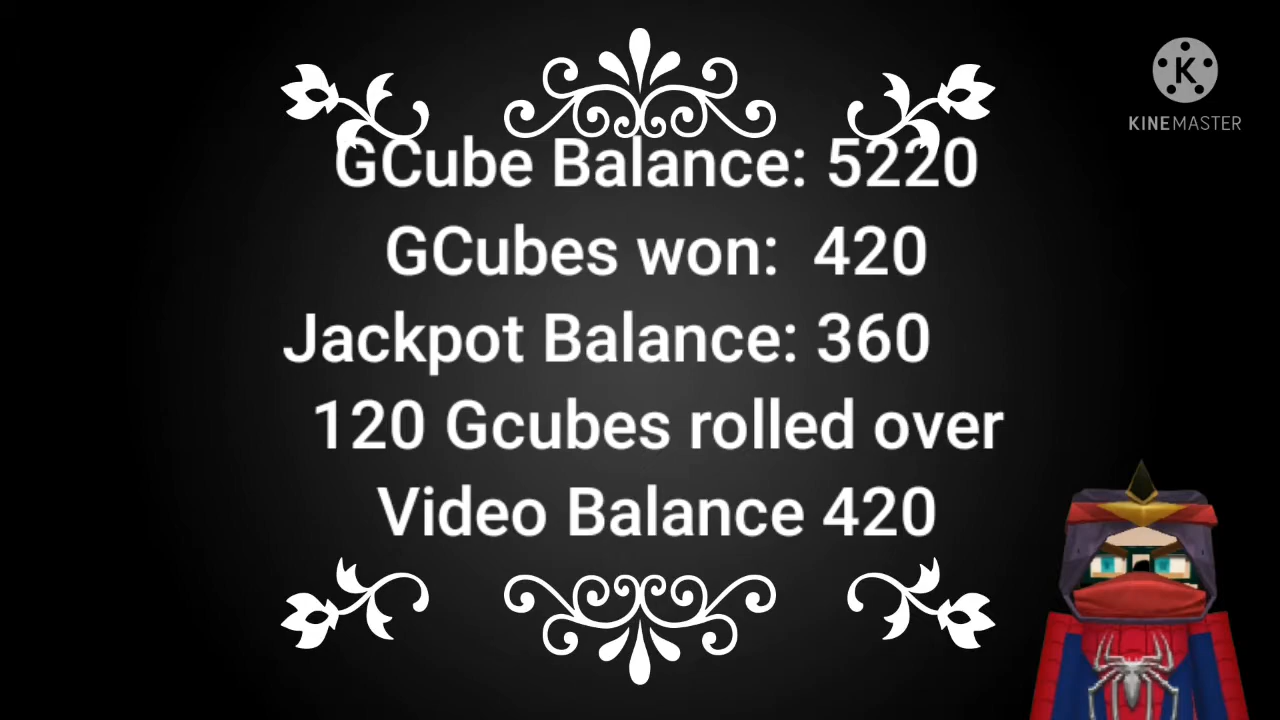 GCube Balance: 5220
GCubes won: 420
Jackpot Balance: 360
120 Gcubes rolled over
Video Balance 420
K
KINEMASTER